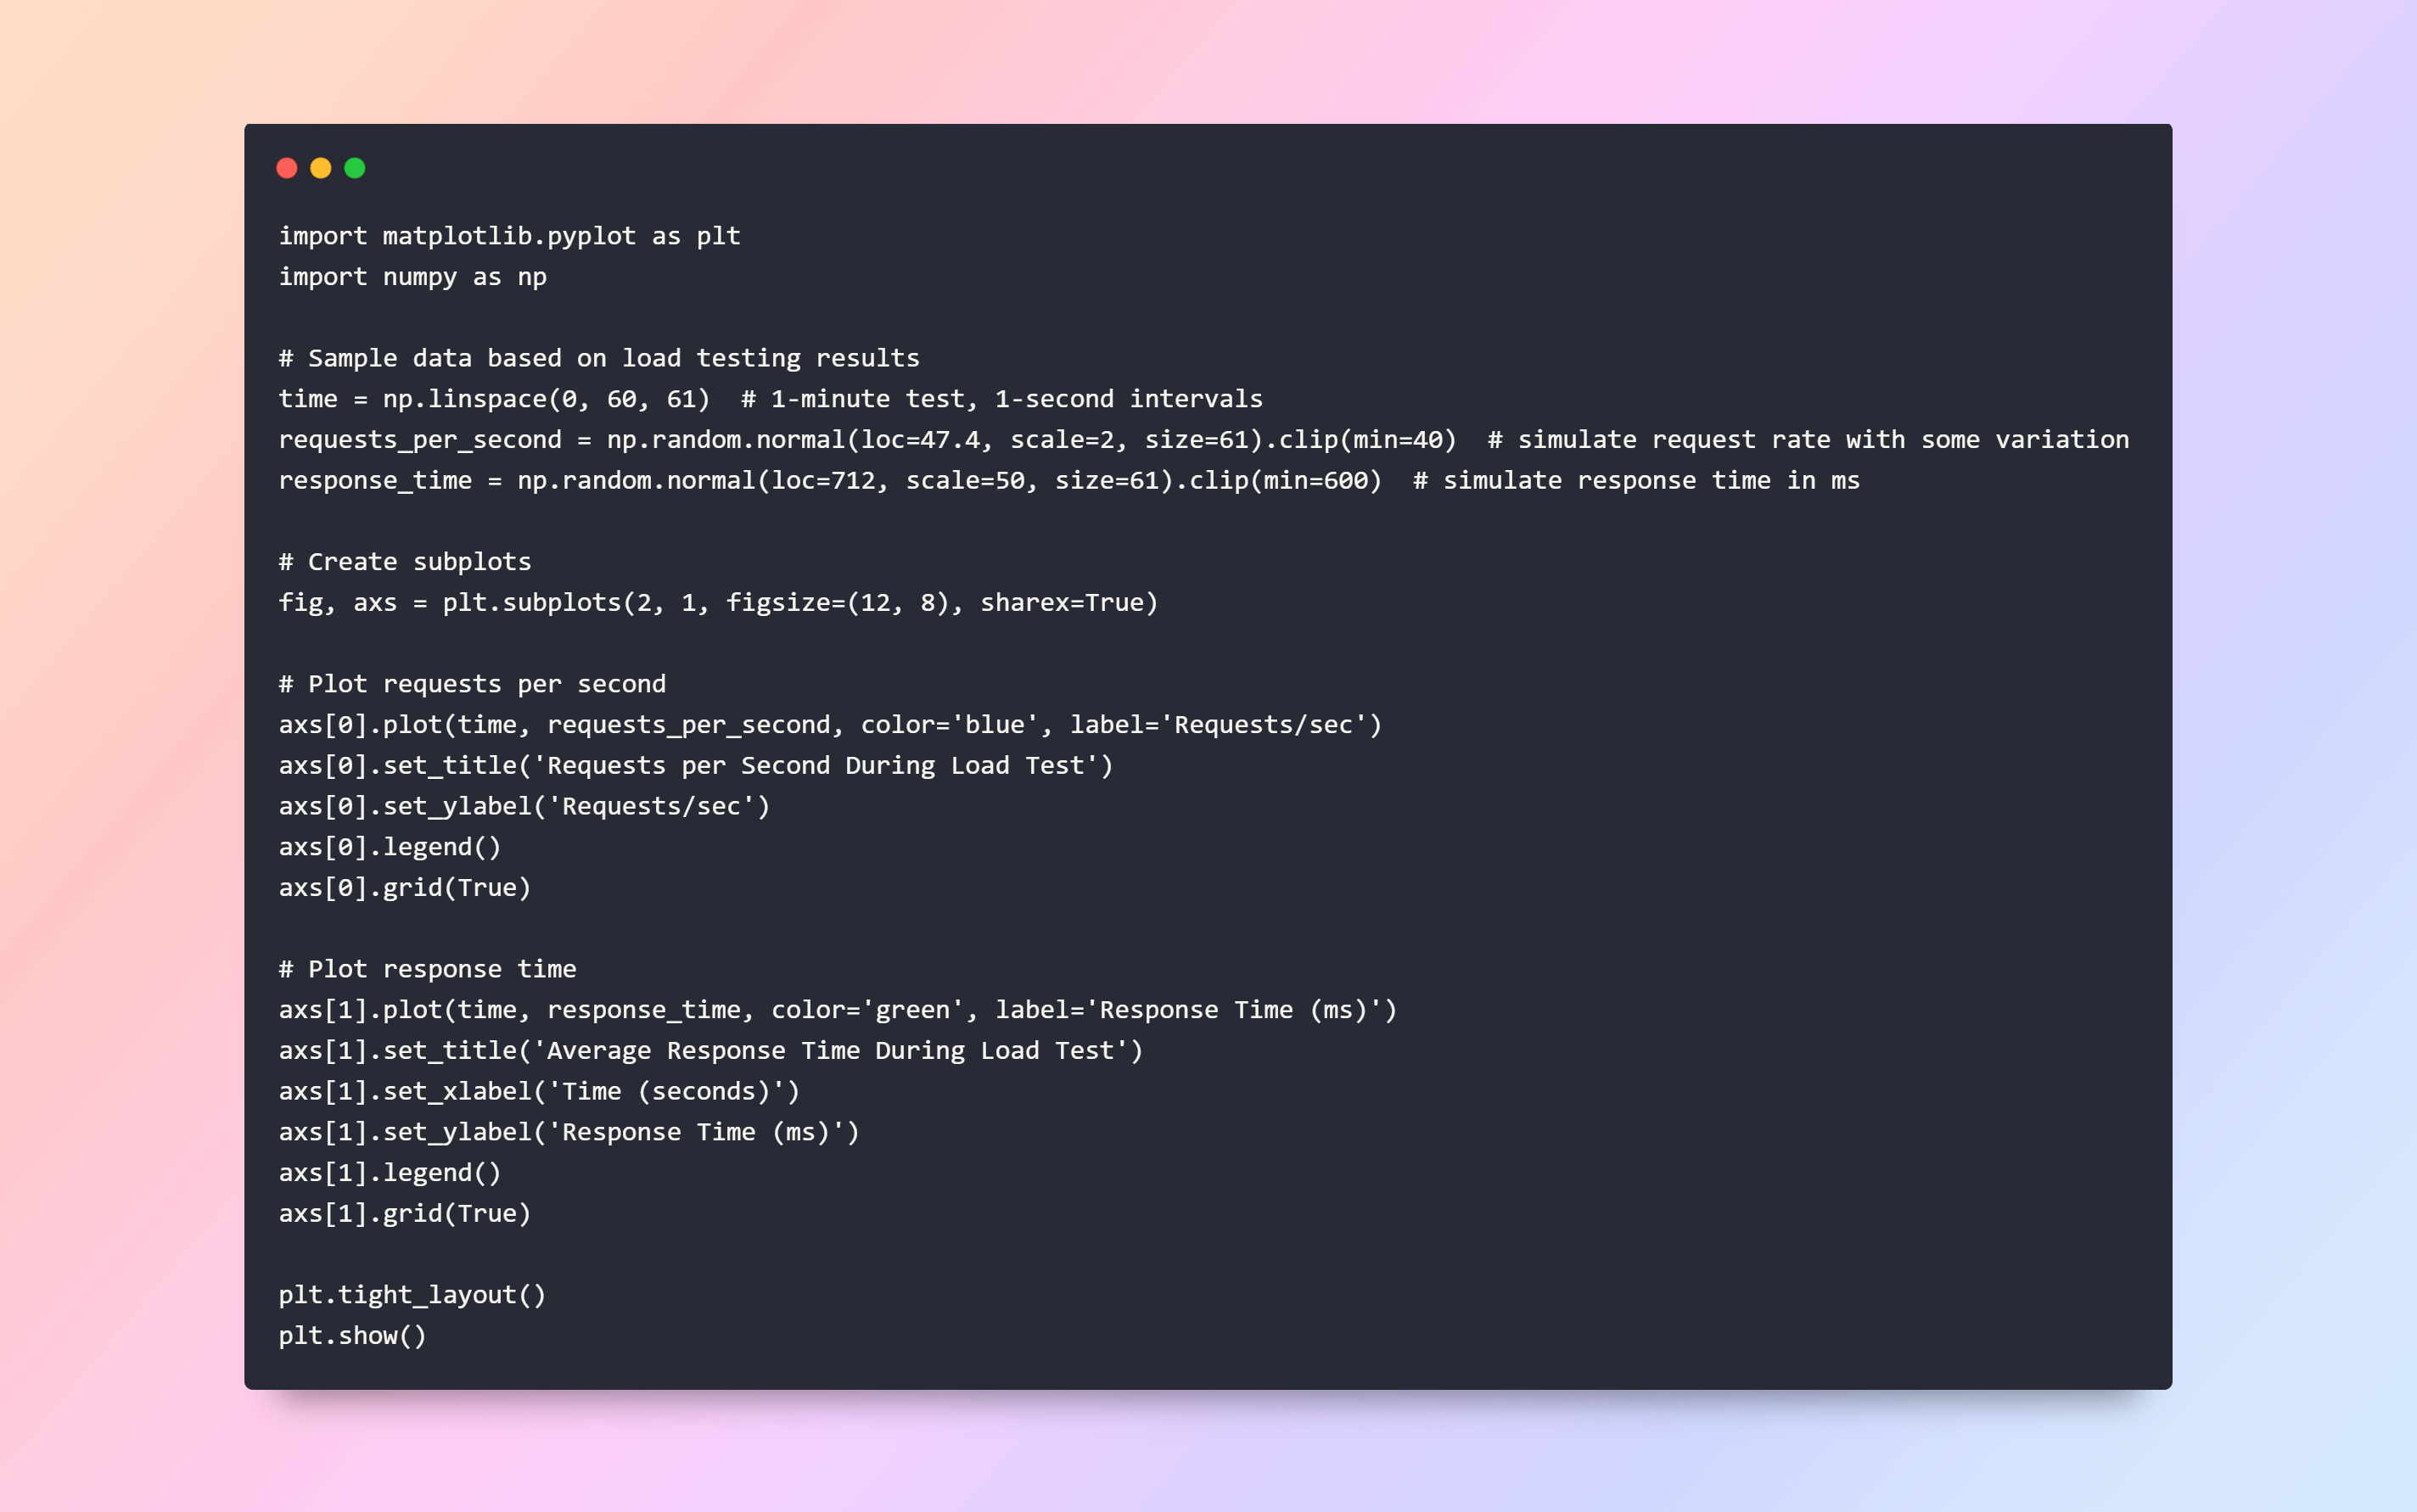 import matplotlib.pyplot as plt
import numpy as np

# Sample data based on load testing results
time = np.linspace(0, 60, 61)  # 1-minute test, 1-second intervals
requests_per_second = np.random.normal(loc=47.4, scale=2, size=61).clip(min=40)  # simulate request rate with some variation
response_time = np.random.normal(loc=712, scale=50, size=61).clip(min=600)  # simulate response time in ms

# Create subplots
fig, axs = plt.subplots(2, 1, figsize=(12, 8), sharex=True)

# Plot requests per second
axs[0].plot(time, requests_per_second, color='blue', label='Requests/sec')
axs[0].set_title('Requests per Second During Load Test')
axs[0].set_ylabel('Requests/sec')
axs[0].legend()
axs[0].grid(True)

# Plot response time
axs[1].plot(time, response_time, color='green', label='Response Time (ms)')
axs[1].set_title('Average Response Time During Load Test')
axs[1].set_xlabel('Time (seconds)')
axs[1].set_ylabel('Response Time (ms)')
axs[1].legend()
axs[1].grid(True)

plt.tight_layout()
plt.show()